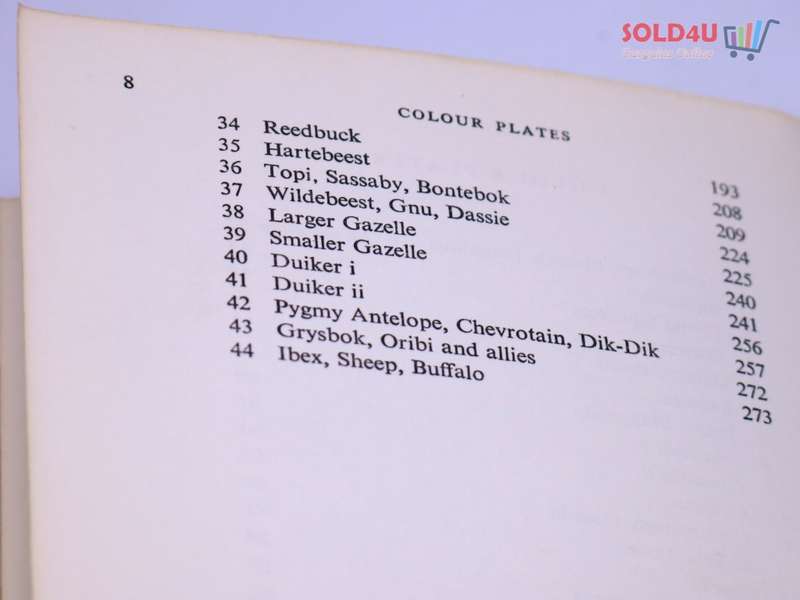 SOLD4U
Bargains Online
8
COLOUR PLATES
34 Reedbuck 193
35 Hartebeest 208
36 Topi, Sassaby, Bontebok 209
37 Wildebeest, Gnu, Dassie 224
38 Larger Gazelle 225
39 Smaller Gazelle 240
40 Duiker i 241
41 Duiker ii 256
42 Pygmy Antelope, Chevrotain, Dik-Dik 257
43 Grysbok, Oribi and allies 272
44 Ibex, Sheep, Buffalo 273